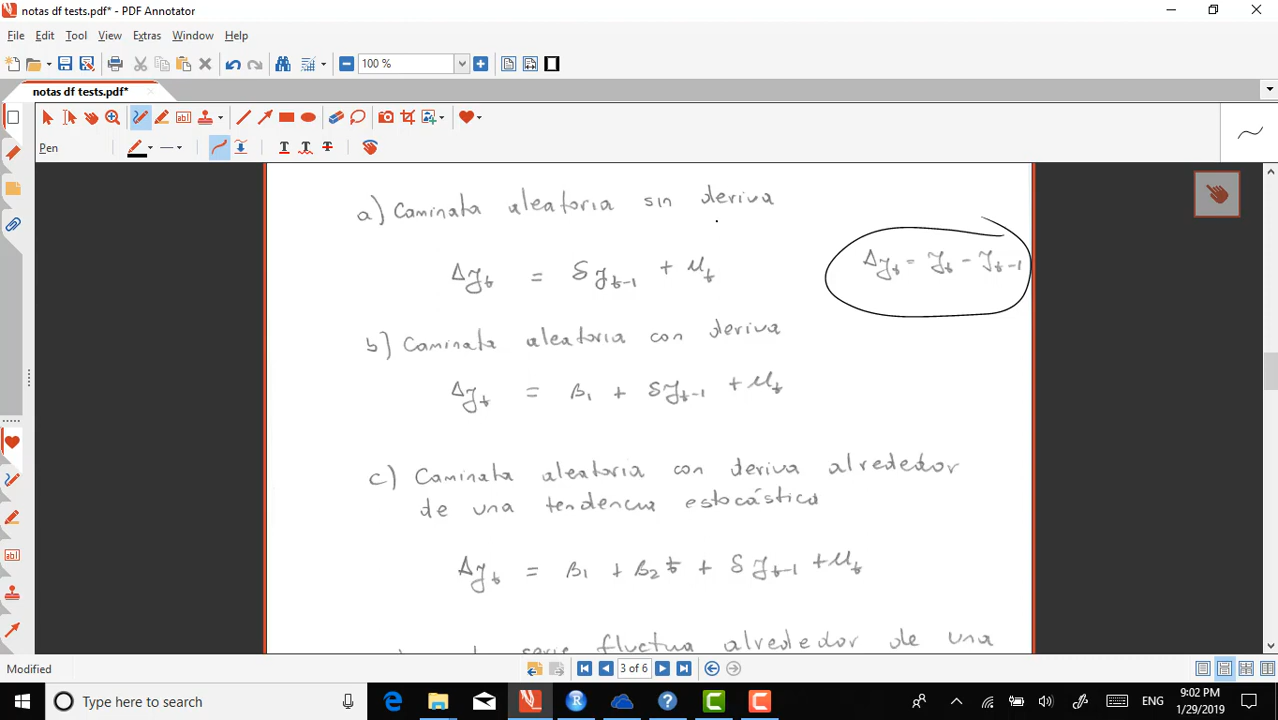 notas df tests.pdf* - PDF Annotator
File Edit Tool View Extras Window Help
100 %
notas df tests.pdf*
Pen
a) Caminata aleatoria sin deriva
Δyₜ = δyₜ₋₁ + uₜ
Δyₜ = yₜ - yₜ₋₁
b) Caminata aleatoria con deriva
Δyₜ = β₁ + δyₜ₋₁ + uₜ
c) Caminata aleatoria con deriva alrededor
de una tendencia estocástica
Δyₜ = β₁ + β₂t + δyₜ₋₁ + uₜ
serie fluctua alrededor de una
Modified
3 of 6
Type here to search
ENG
9:02 PM
1/29/2019